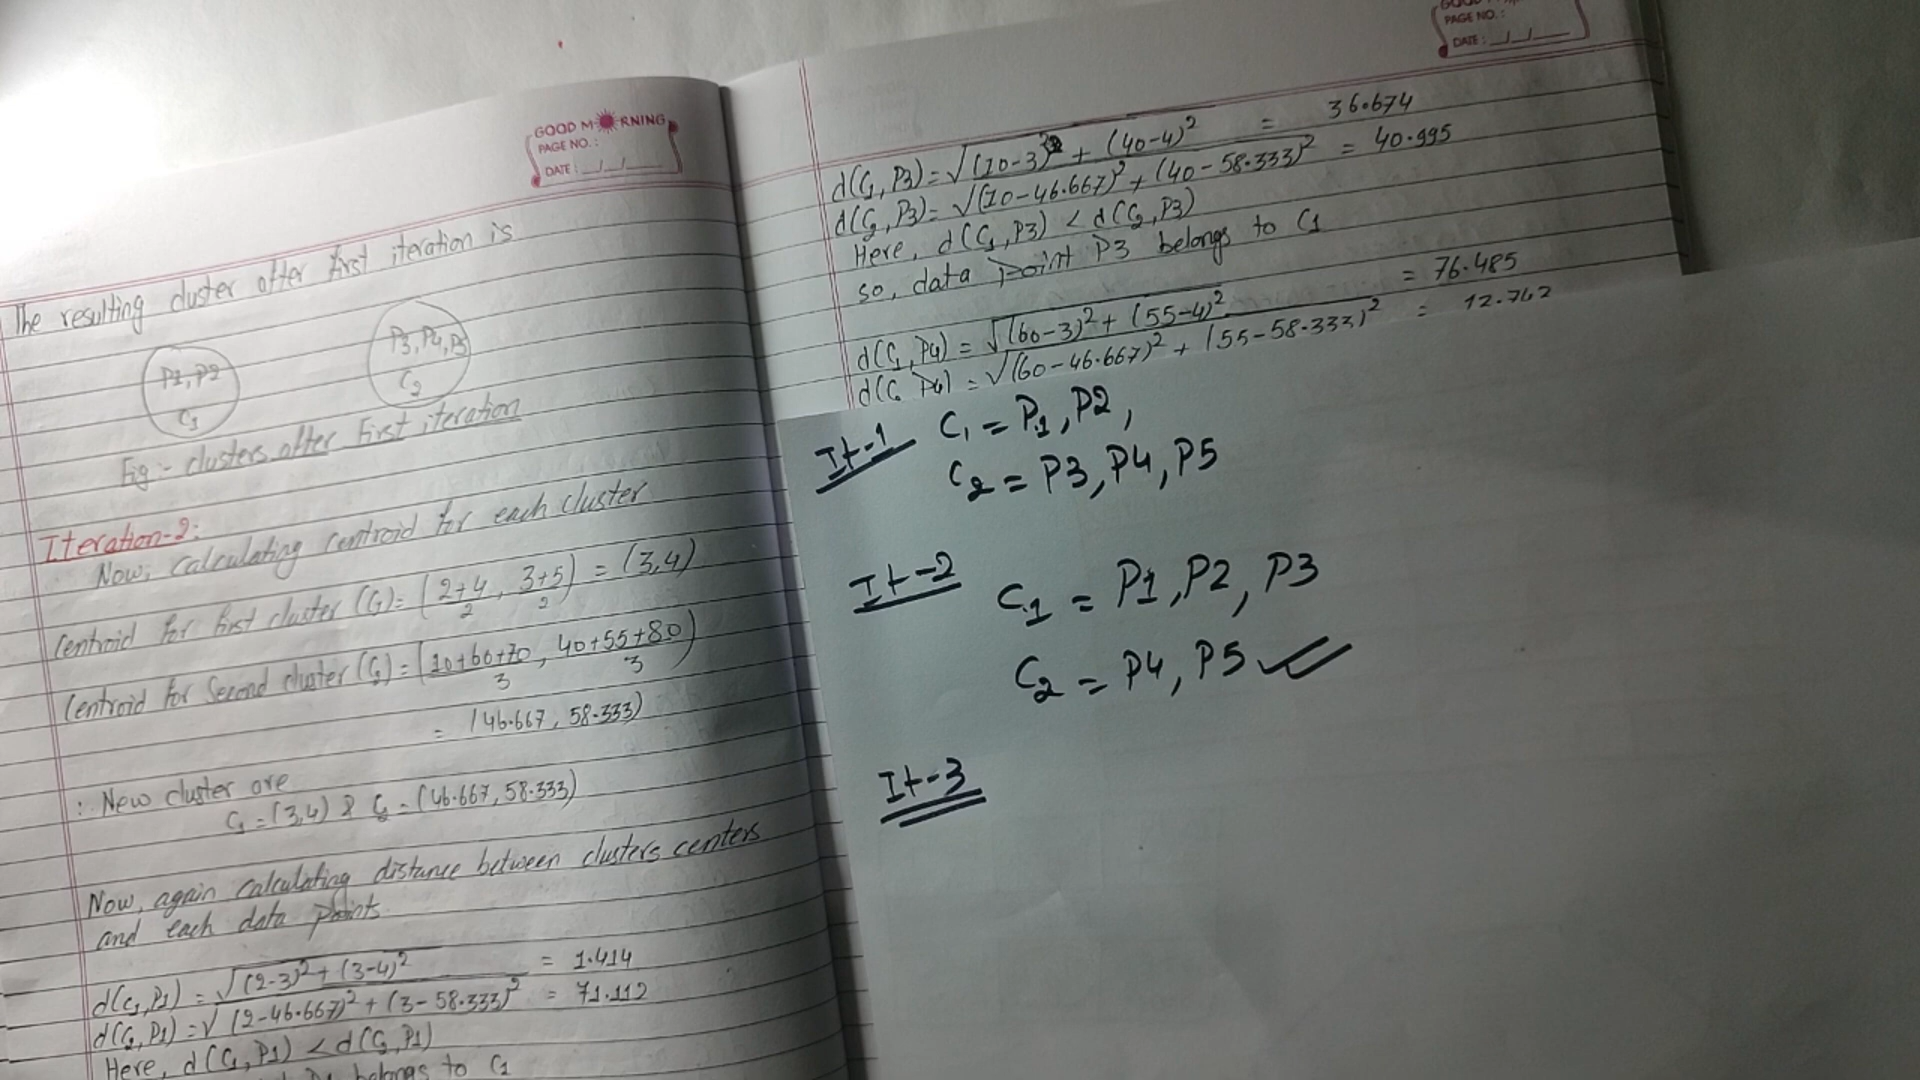 GOOD MORNING
PAGE NO.:
DATE: __/__/____
The resulting cluster after first iteration is
P1, P2
C1
P3, P4, P5
C2
Fig:- clusters after First iteration
Iteration-2:
Now, calculating centroid for each cluster
Centroid for first cluster (C1) = (2+4/2, 3+5/2) = (3,4)
Centroid for Second cluster (C2) = (10+60+70/3, 40+55+80/3)
= (46.667, 58.333)
∴ New cluster are
C1 = (3,4) & C2 = (46.667, 58.333)
Now, again calculating distance between clusters centers
and each data points
d(C1, P1) = √(2-3)² + (3-4)² = 1.414
d(C2, P1) = √(2-46.667)² + (3-58.333)² = 71.112
Here, d(C1, P1) < d(C2, P1)
belongs to C1
PAGE NO.:
DATE: __/__/____
d(C1, P3) = √(10-3)² + (40-4)² = 36.674
d(C2, P3) = √(10-46.667)² + (40-58.333)² = 40.995
Here, d(C1, P3) < d(C2, P3)
so, data point P3 belongs to C1
d(C1, P4) = √(60-3)² + (55-4)² = 76.485
d(C2, P4) = √(60-46.667)² + (55-58.333)² = 12.742
It-1 C1 = P1, P2,
C2 = P3, P4, P5
It-2 C1 = P1, P2, P3
C2 = P4, P5 ✓
It-3